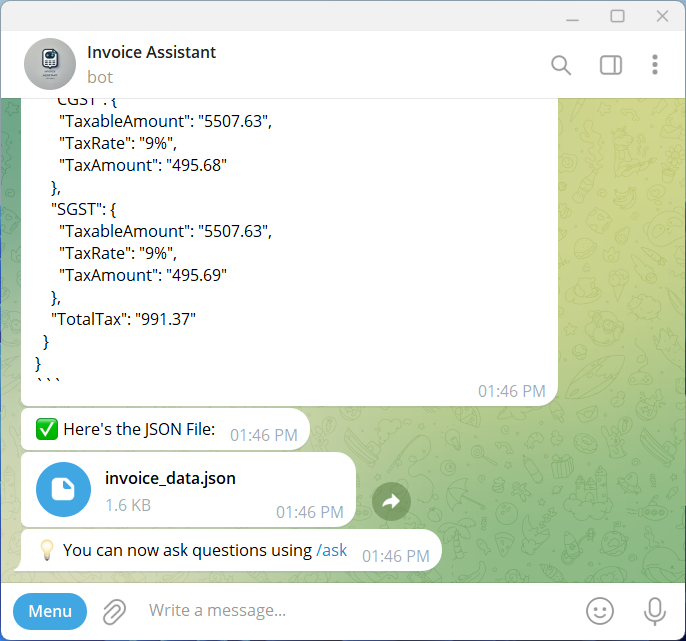 Invoice Assistant
bot
"CGST": {
"TaxableAmount": "5507.63",
"TaxRate": "9%",
"TaxAmount": "495.68"
},
"SGST": {
"TaxableAmount": "5507.63",
"TaxRate": "9%",
"TaxAmount": "495.69"
},
"TotalTax": "991.37"
}
}
```
01:46 PM
✅ Here's the JSON File: 01:46 PM
invoice_data.json
1.6 KB 01:46 PM
💡 You can now ask questions using /ask 01:46 PM
Menu Write a message...